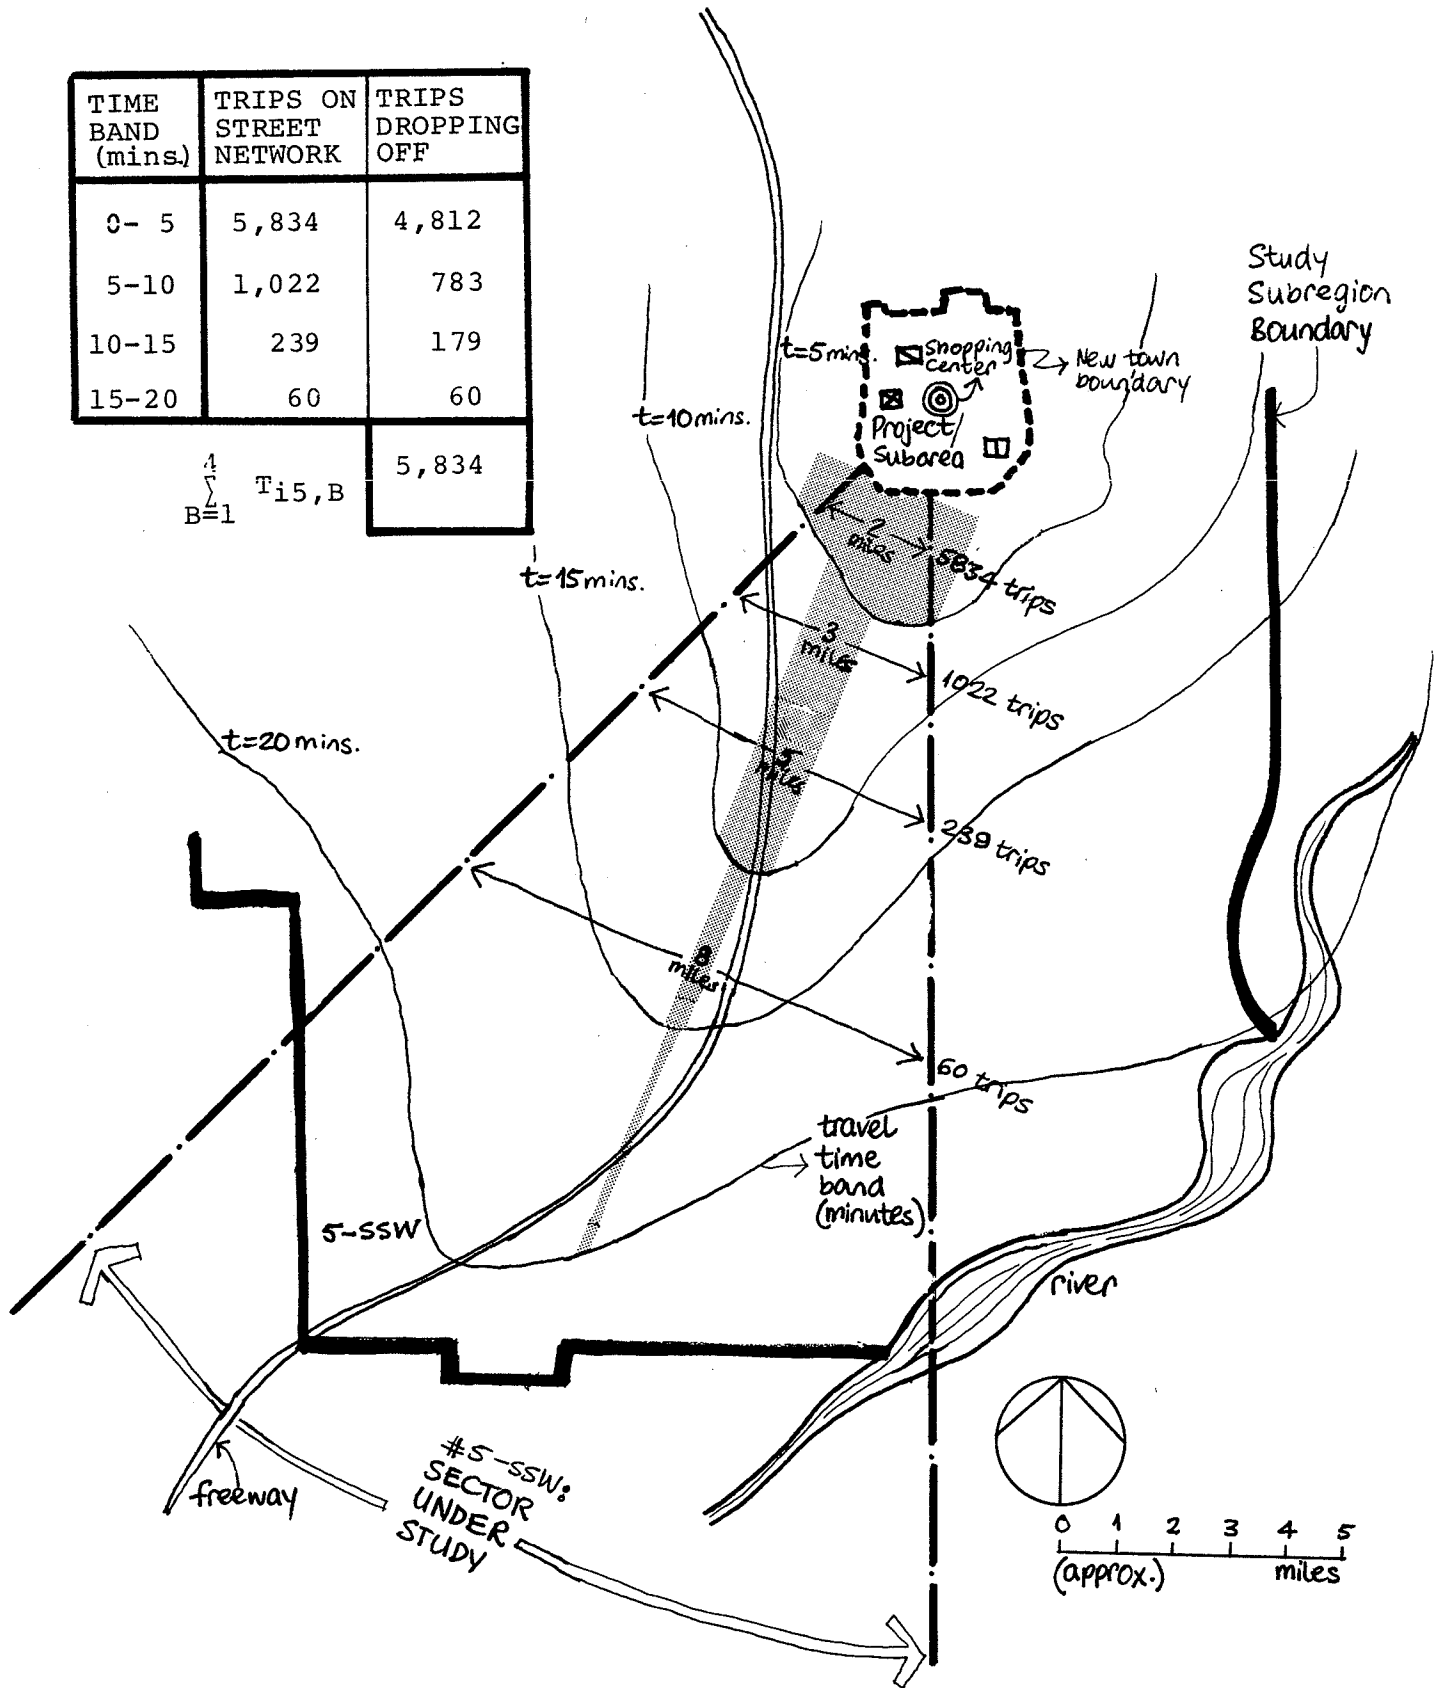 TIME BAND (mins.)
TRIPS ON STREET NETWORK
TRIPS DROPPING OFF
0- 5 5,834 4,812
5-10 1,022 783
10-15 239 179
15-20 60 60
5,834
4
∑ Ti5,B
B=1
Study
Subregion
Boundary
t=5 mins.
Shopping
Center
New town
boundary
Project
Subarea
t=10 mins.
2
miles
5834 trips
t=15 mins.
3
miles
1022 trips
t=20 mins.
5
miles
239 trips
8
miles
60 trips
travel
time
band
(minutes)
5-SSW
river
freeway
#5-SSW:
SECTOR
UNDER
STUDY
0 1 2 3 4 5
(approx.) miles